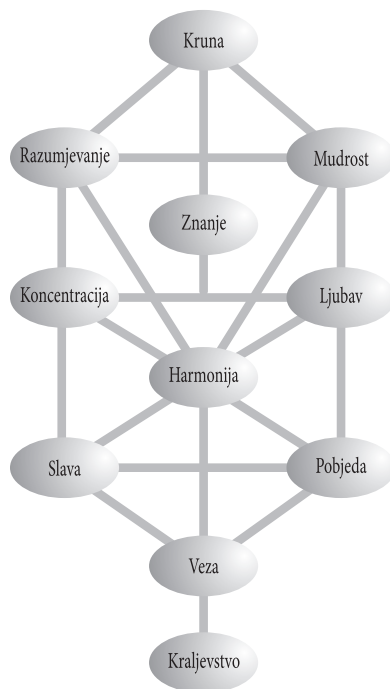 Kruna
Razumjevanje
Mudrost
Znanje
Koncentracija
Ljubav
Harmonija
Slava
Pobjeda
Veza
Kraljevstvo